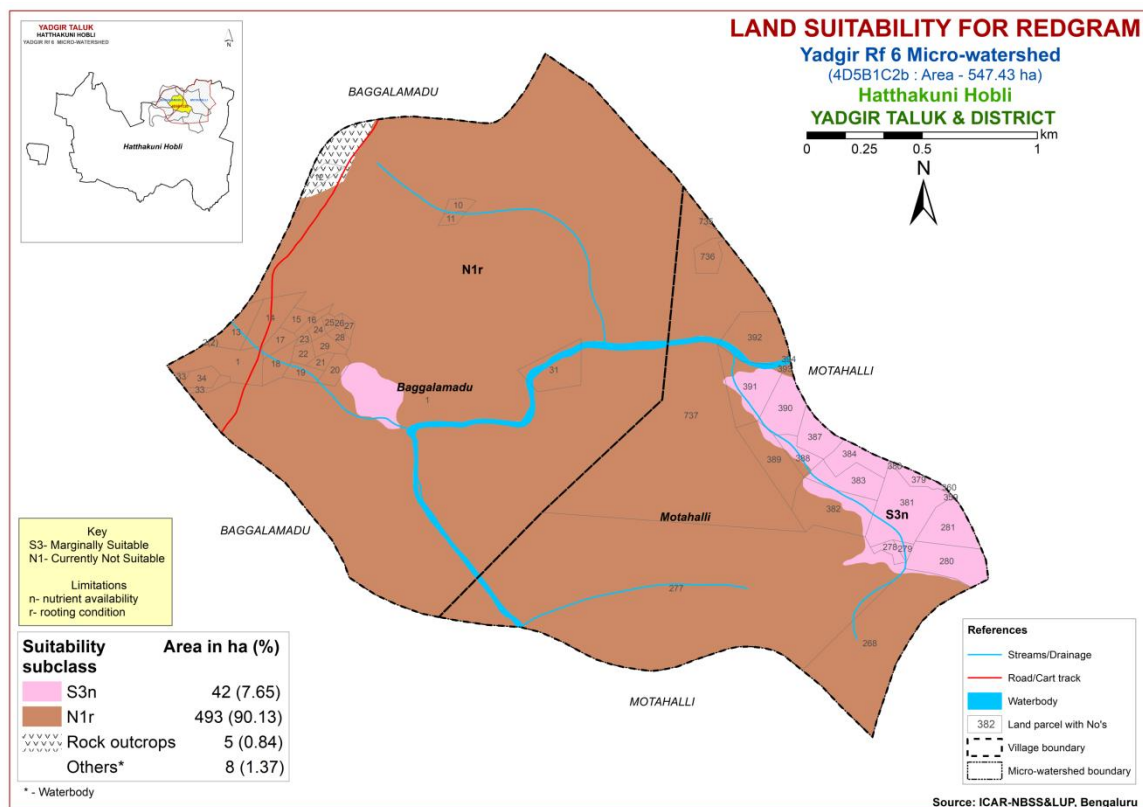 YADGIR TALUK
HATTHAKUNI HOBLI
YADGIR Rf 6 MICRO-WATERSHED
N
Hatthakuni Hobli
LAND SUITABILITY FOR REDGRAM
Yadgir Rf 6 Micro-watershed
(4D5B1C2b : Area - 547.43 ha)
Hatthakuni Hobli
YADGIR TALUK & DISTRICT
km
0 0.25 0.5 1
N
BAGGALAMADU
12
10
11
735
736
N1r
13
14
15 16 25 26 27
24
17 23 28
22 29
1
18 19 21 20
33 34
33
392
394
393
MOTAHALLI
31
Baggalamadu
1
737
391
390
387
389 388
384
380
379
360
359
383
381
382
S3n
281
278 279
280
Motahalli
BAGGALAMADU
277
268
MOTAHALLI
Key
S3- Marginally Suitable
N1- Currently Not Suitable
Limitations
n- nutrient availability
r- rooting condition
Suitability subclass Area in ha (%)
S3n 42 (7.65)
N1r 493 (90.13)
Rock outcrops 5 (0.84)
Others* 8 (1.37)
* - Waterbody
References
Streams/Drainage
Road/Cart track
Waterbody
382 Land parcel with No's
Village boundary
Micro-watershed boundary
Source: ICAR-NBSS&LUP, Bengaluru